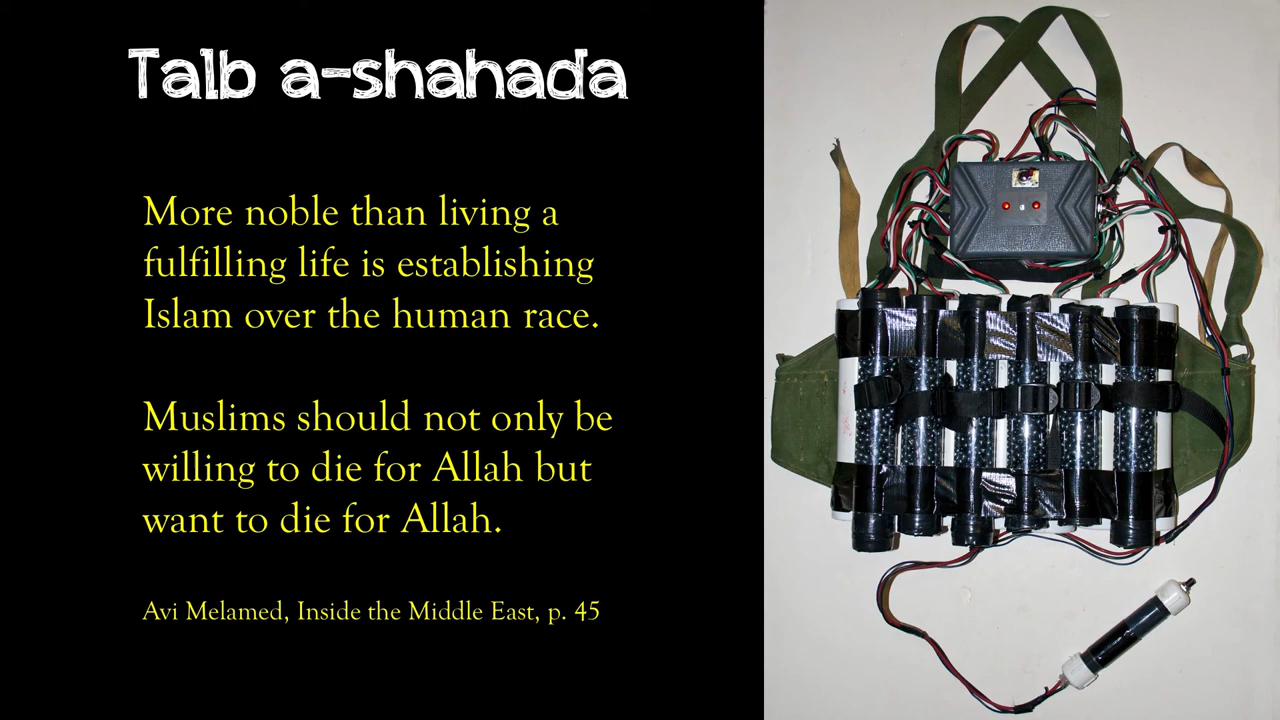 Talb a-shahada
More noble than living a
fulfilling life is establishing
Islam over the human race.
Muslims should not only be
willing to die for Allah but
want to die for Allah.
Avi Melamed, Inside the Middle East, p. 45